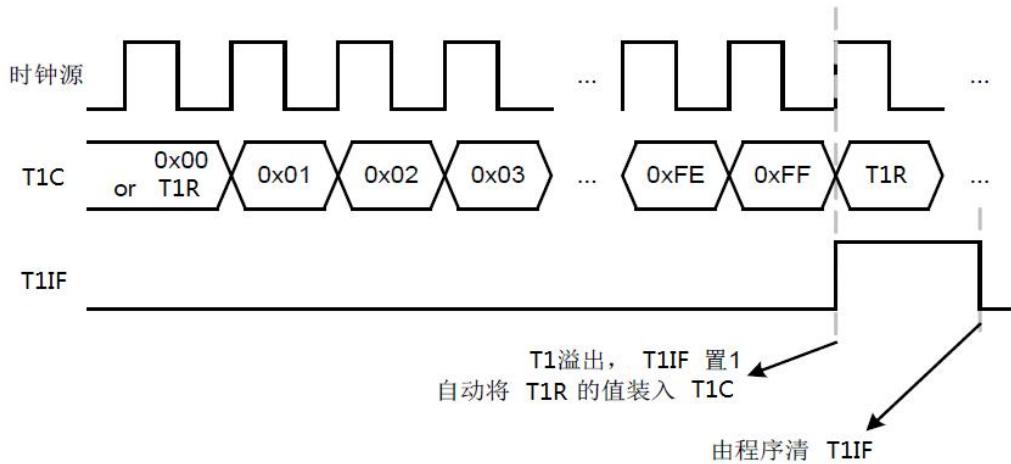 时钟源
...
...
T1C
0x00
or T1R
0x01
0x02
0x03
...
0xFE
0xFF
T1R
...
T1IF
T1溢出， T1IF 置1
自动将 T1R 的值装入 T1C
由程序清 T1IF